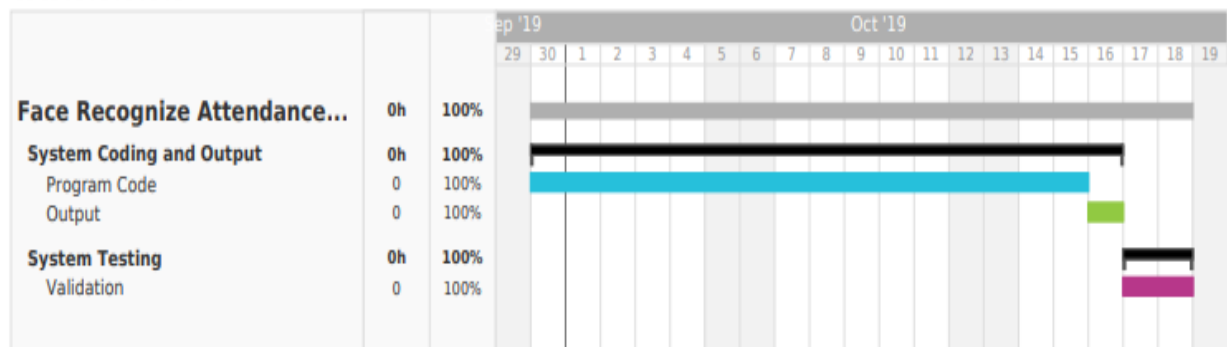 ep '19 Oct '19
29 30 1 2 3 4 5 6 7 8 9 10 11 12 13 14 15 16 17 18 19
Face Recognize Attendance... 0h 100%
System Coding and Output 0h 100%
Program Code 0 100%
Output 0 100%
System Testing 0h 100%
Validation 0 100%